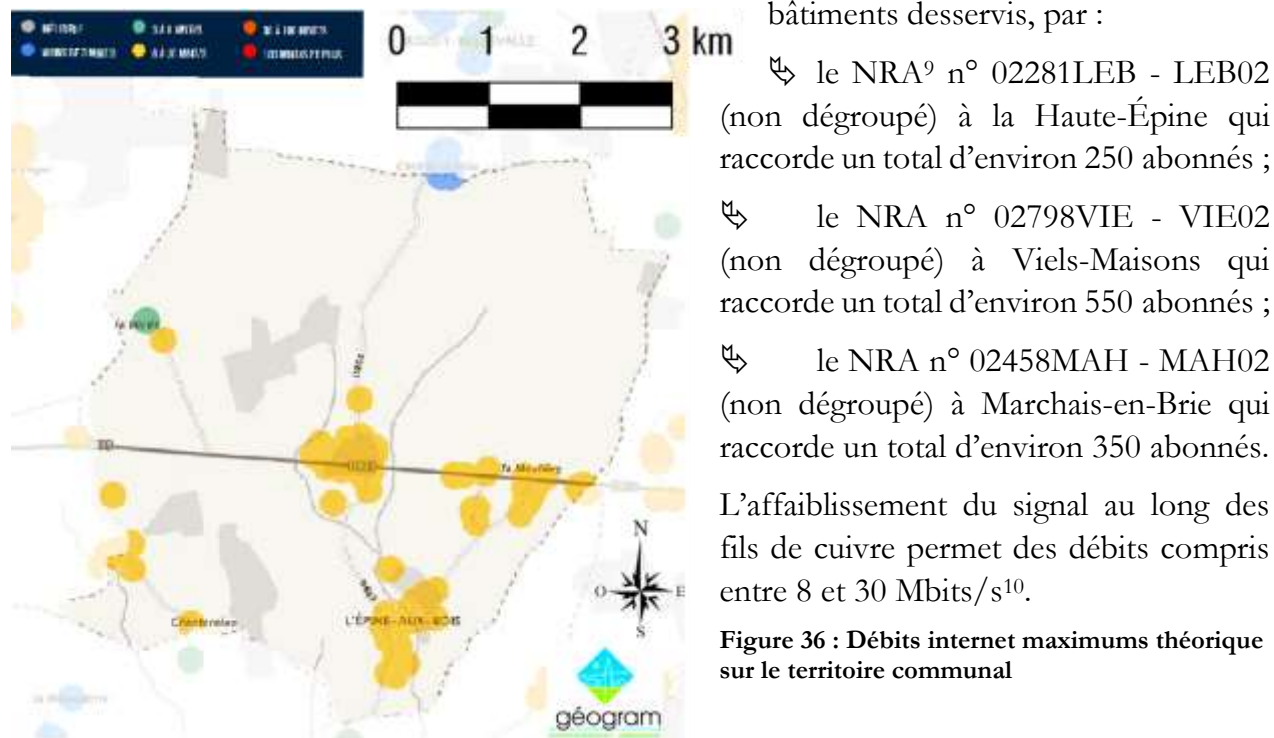 0 1 2 3 km
la Moulière
L'ÉPINE-AUX-BOIS
N
O E
S
géogram
bâtiments desservis, par :
le NRA⁹ n° 02281LEB - LEB02
(non dégroupé) à la Haute-Épine qui
raccorde un total d'environ 250 abonnés ;
le NRA n° 02798VIE - VIE02
(non dégroupé) à Viels-Maisons qui
raccorde un total d'environ 550 abonnés ;
le NRA n° 02458MAH - MAH02
(non dégroupé) à Marchais-en-Brie qui
raccorde un total d'environ 350 abonnés.
L'affaiblissement du signal au long des
fils de cuivre permet des débits compris
entre 8 et 30 Mbits/s¹⁰.
Figure 36 : Débits internet maximums théorique
sur le territoire communal